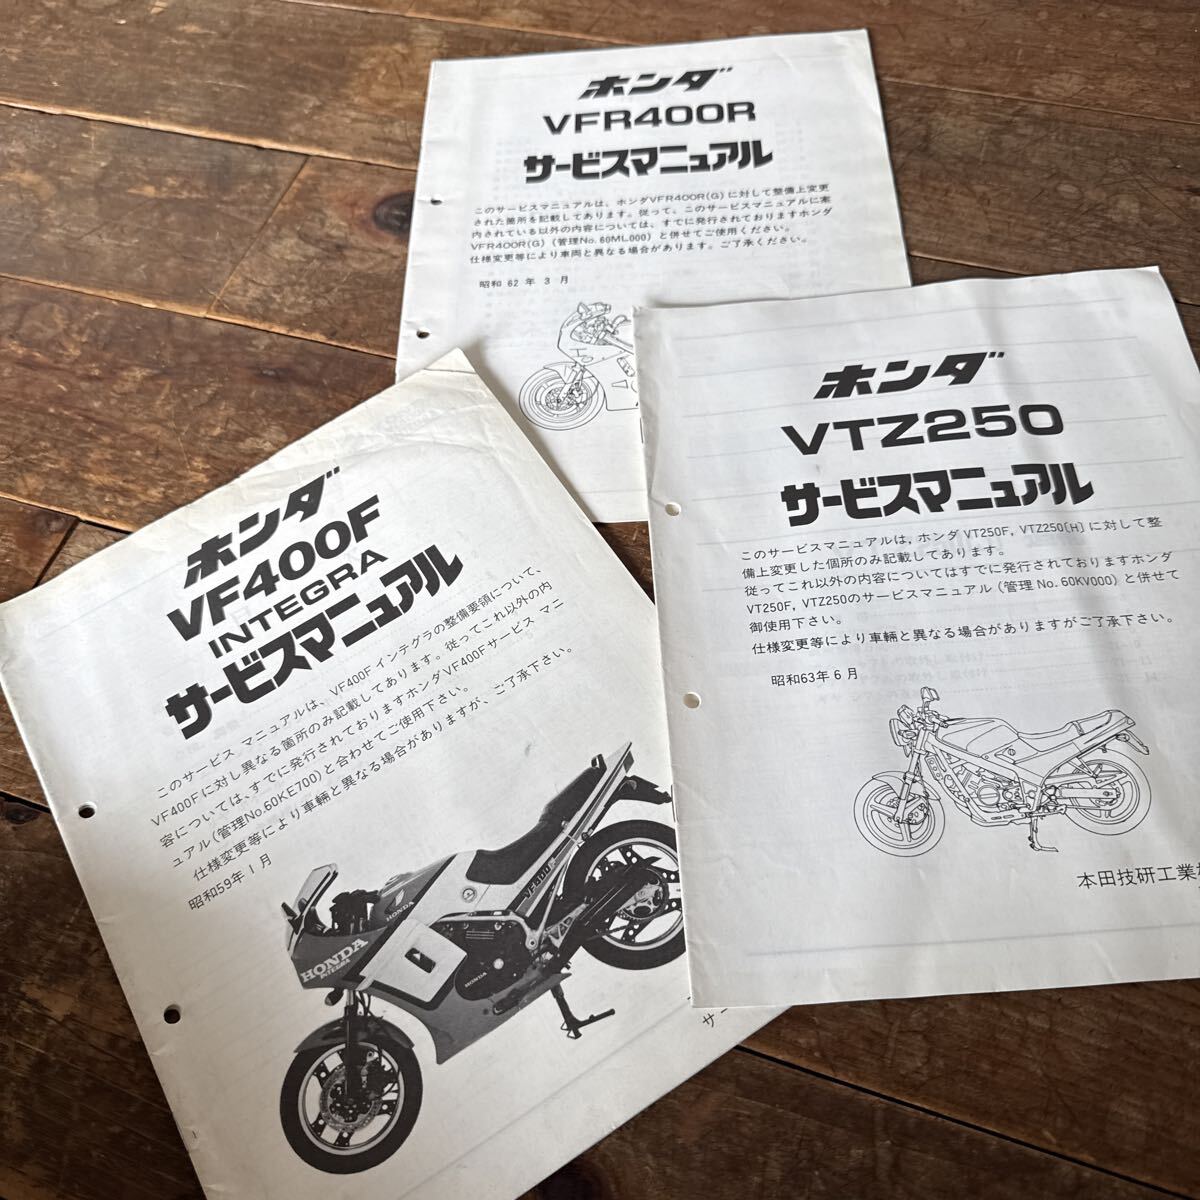 ホンダ
VFR400R
サービスマニュアル
このサービスマニュアルは、ホンダVFR400R(G)に対して整備上変更
された箇所を記載してあります。従って、このサービスマニュアルに案
内されている以外の内容については、すでに発行されておりますホンダ
VFR400R(G)(管理No.60ML000)と併せてご使用ください。
仕様変更等により車両と異なる場合があります。ご了承ください。
昭和 62 年 3 月
ホンダ
VTZ250
サービスマニュアル
このサービスマニュアルは, ホンダVT250F, VTZ250〔H〕に対して整
備上変更した個所のみ記載してあります。
従ってこれ以外の内容についてはすでに発行されておりますホンダ
VT250F, VTZ250のサービスマニュアル(管理 No.60KV000)と併せて
御使用下さい。
仕様変更等により車輛と異なる場合がありますがご了承下さい。
昭和63年6月
本田技研工業
ホンダ
VF400F
INTEGRA
サービスマニュアル
このサービス マニュアルは、VF400Fインテグラの整備要領について、
VF400Fに対し異なる箇所のみ記載してあります。従ってこれ以外の内
容については、すでに発行されておりますホンダVF400Fサービス マニ
ュアル(管理No.60KE700)と合わせてご使用下さい。
仕様変更等により車輛と異なる場合がありますが、ご了承下さい。
昭和59年1月
VF400F
HONDA
HONDA
INTEGRA
HONDA
サー